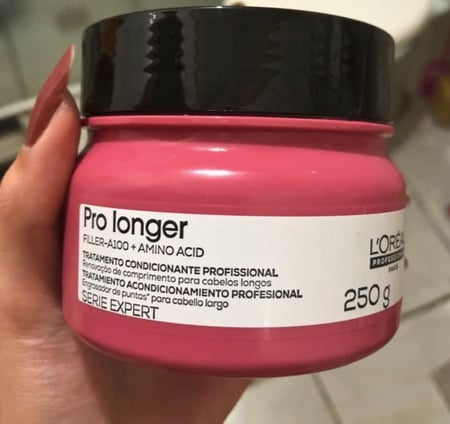 Pro longer
FILLER-A100 + AMINO ACID
TRATAMENTO CONDICIONANTE PROFISSIONAL
Renovação de comprimento para cabelos longos
TRATAMIENTO ACONDICIONAMIENTO PROFESIONAL
Engrosador de puntas* para cabello largo
SERIE EXPERT
L'ORÉAL
PROFESSIONNEL
PARIS
250 g